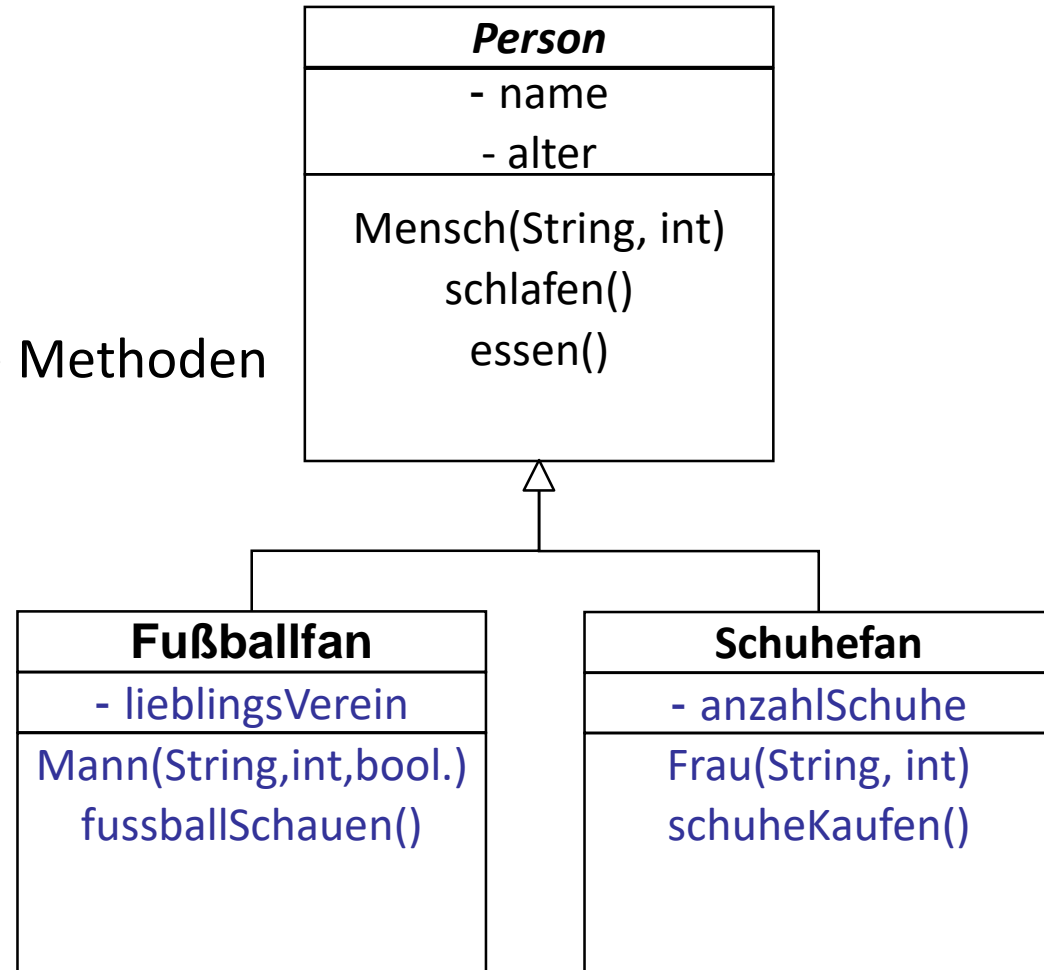 Person
- name
- alter
Mensch(String, int)
schlafen()
essen()
Methoden
Fußballfan
- lieblingsVerein
Mann(String,int,bool.)
fussballSchauen()
Schuhefan
- anzahlSchuhe
Frau(String, int)
schuheKaufen()